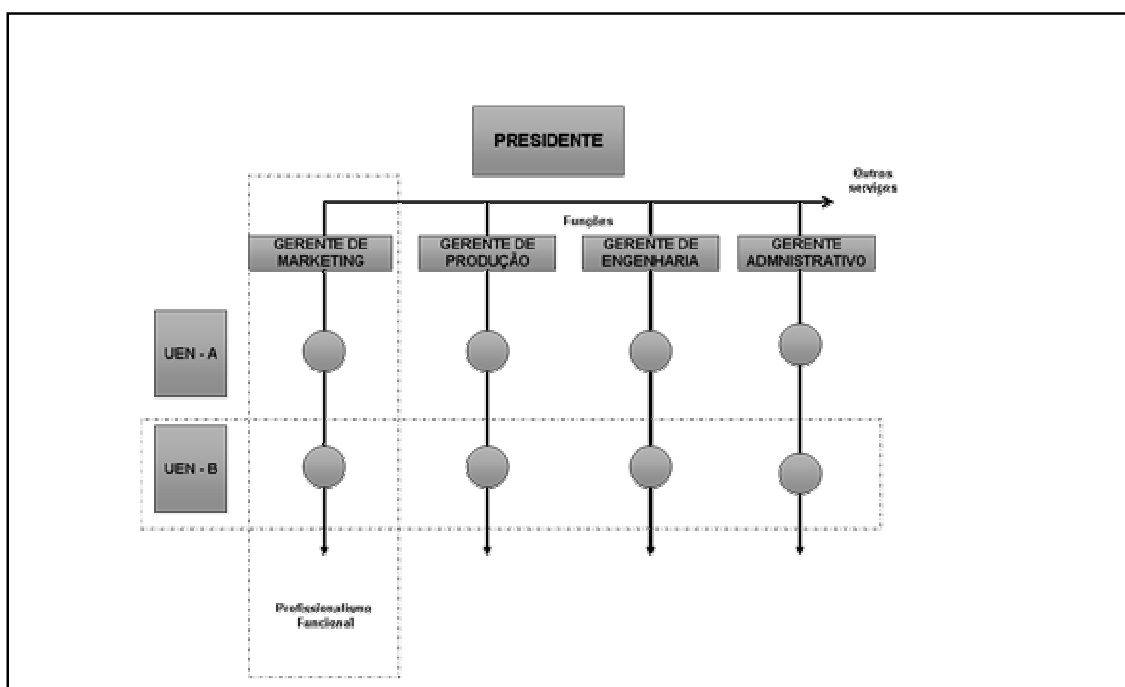 PRESIDENTE
Outros
serviços
Funções
GERENTE DE
MARKETING
GERENTE DE
PRODUÇÃO
GERENTE DE
ENGENHARIA
GERENTE
ADMNISTRATIVO
UEN - A
UEN - B
Profissionalismo
Funcional